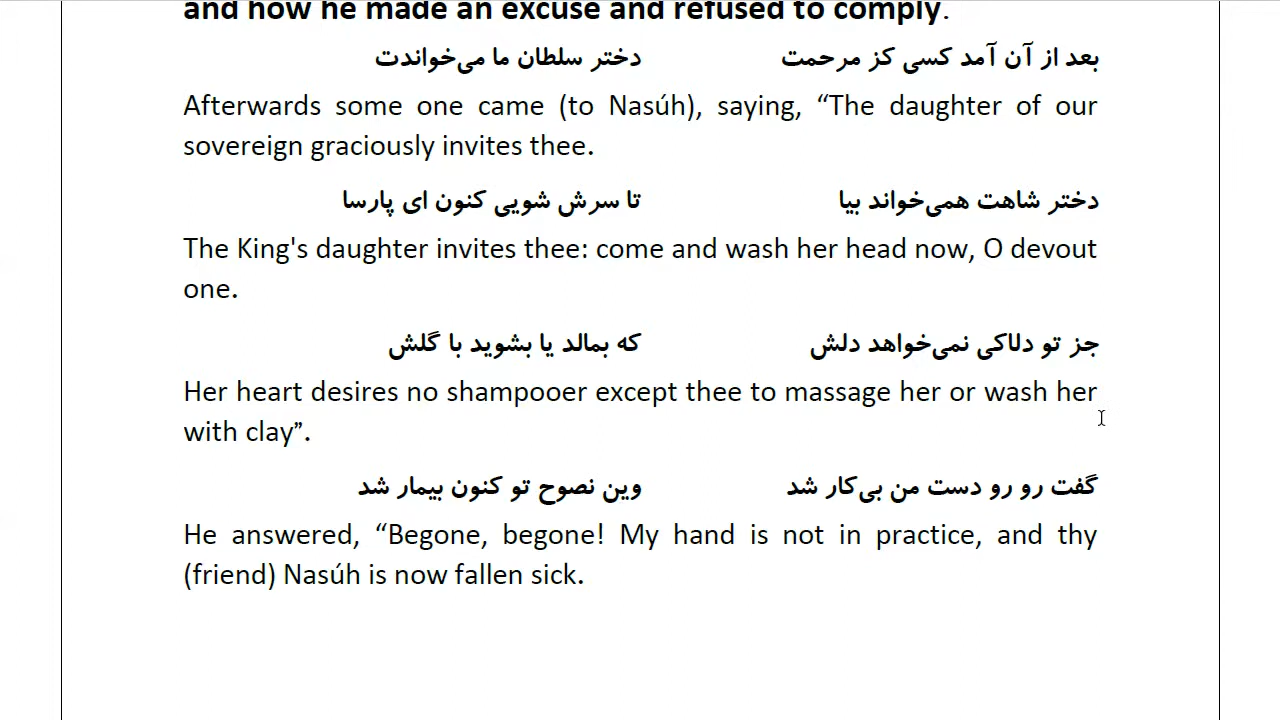 and how he made an excuse and refused to comply.
بعد از آن آمد کسی کز مرحمت دختر سلطان ما می‌خواندت
Afterwards some one came (to Nasúh), saying, “The daughter of our
sovereign graciously invites thee.
دختر شاهت همی‌خواند بیا تا سرش شویی کنون ای پارسا
The King's daughter invites thee: come and wash her head now, O devout
one.
جز تو دلاکی نمی‌خواهد دلش که بمالد یا بشوید با گلش
Her heart desires no shampooer except thee to massage her or wash her
with clay”.
گفت رو رو دست من بی‌کار شد وین نصوح تو کنون بیمار شد
He answered, “Begone, begone! My hand is not in practice, and thy
(friend) Nasúh is now fallen sick.